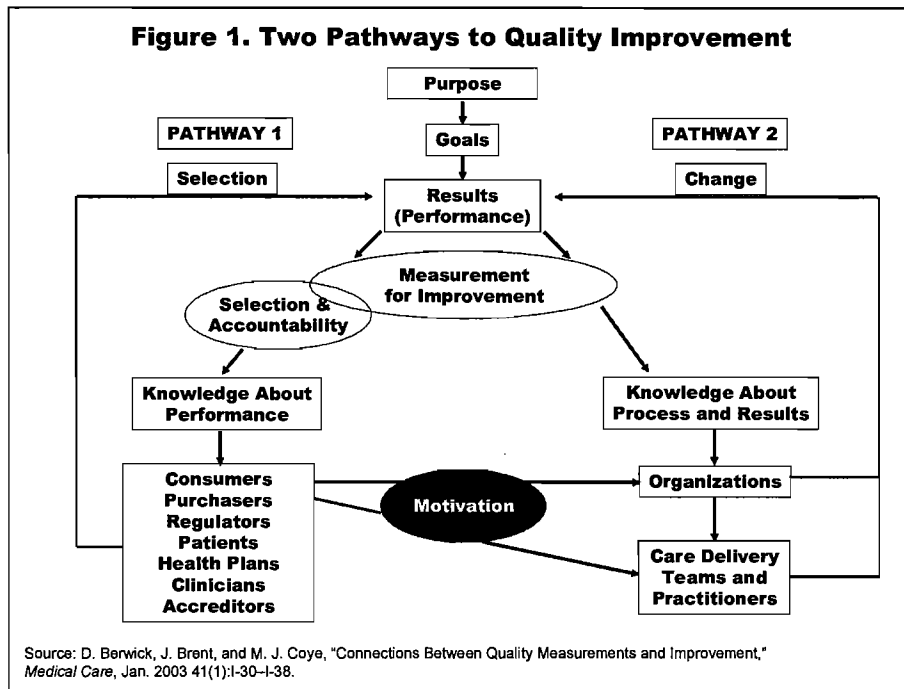 Figure 1. Two Pathways to Quality Improvement
Purpose
PATHWAY 1
Goals
PATHWAY 2
Selection
Results
(Performance)
Change
Measurement
for Improvement
Selection &
Accountability
Knowledge About
Performance
Knowledge About
Process and Results
Consumers
Purchasers
Regulators
Patients
Health Plans
Clinicians
Accreditors
Motivation
Organizations
Care Delivery
Teams and
Practitioners
Source: D. Berwick, J. Brent, and M. J. Coye, "Connections Between Quality Measurements and Improvement,"
Medical Care, Jan. 2003 41(1):I-30–I-38.